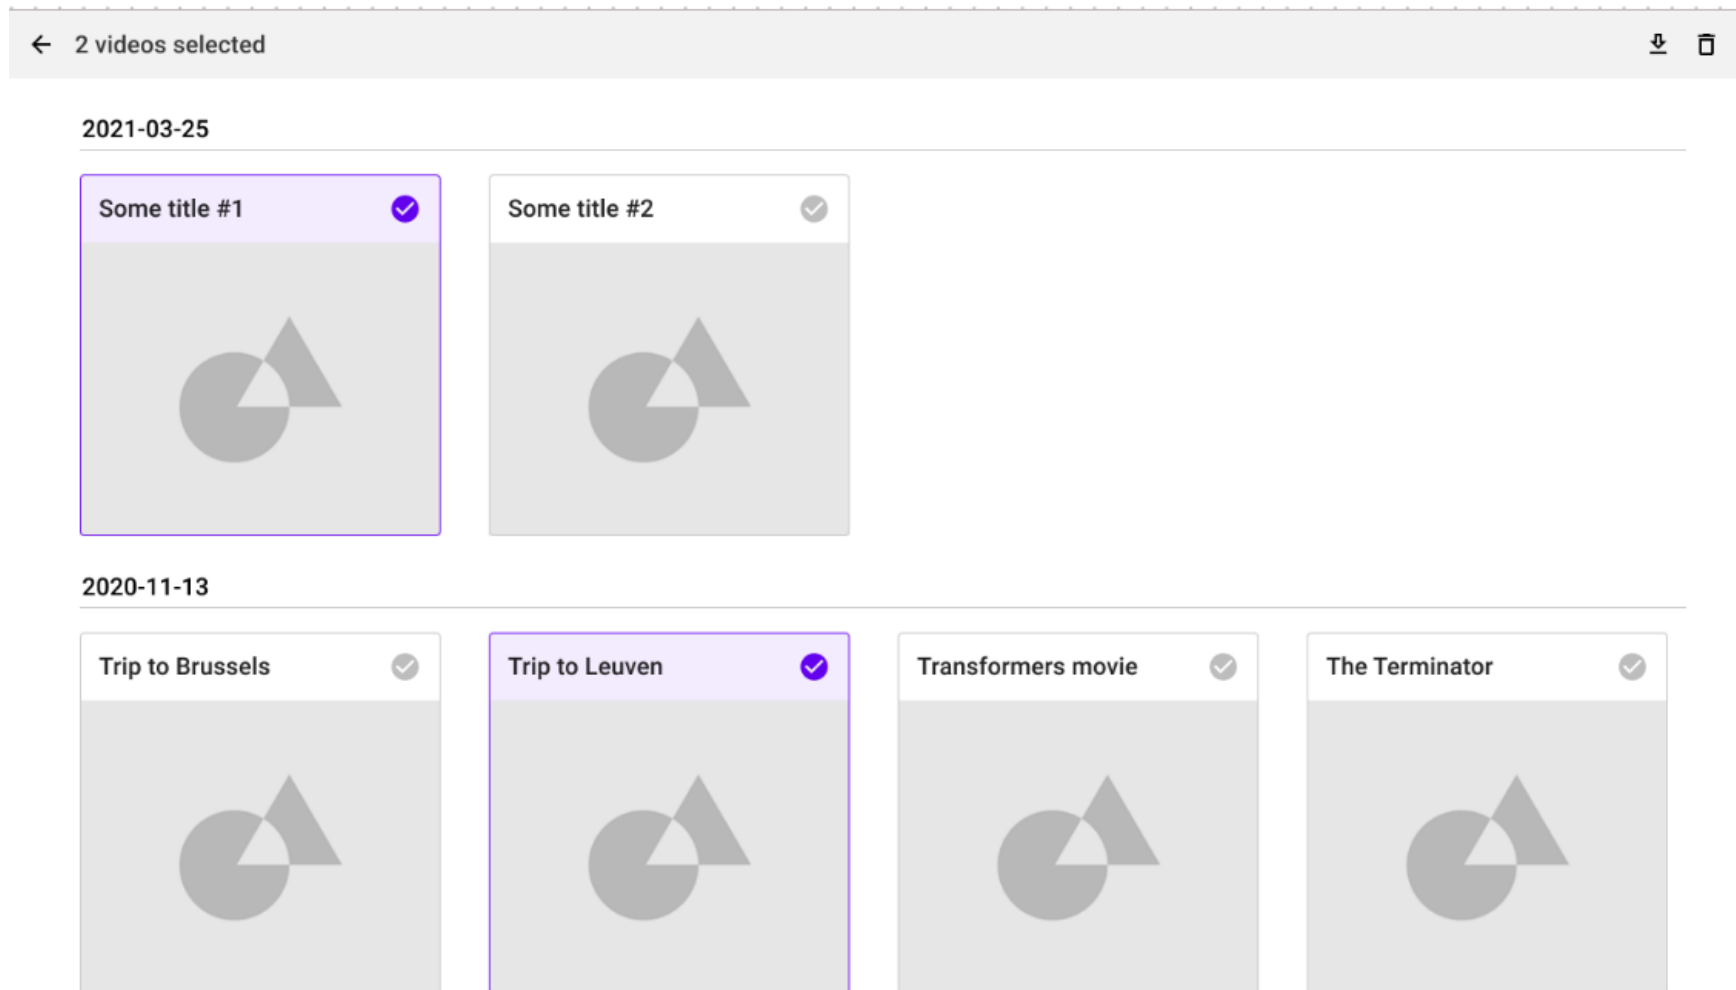 2 videos selected
2021-03-25
Some title #1
Some title #2
2020-11-13
Trip to Brussels
Trip to Leuven
Transformers movie
The Terminator